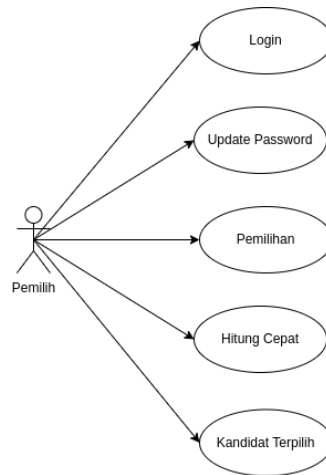 Login
Update Password
Pemilihan
Pemilih
Hitung Cepat
Kandidat Terpilih